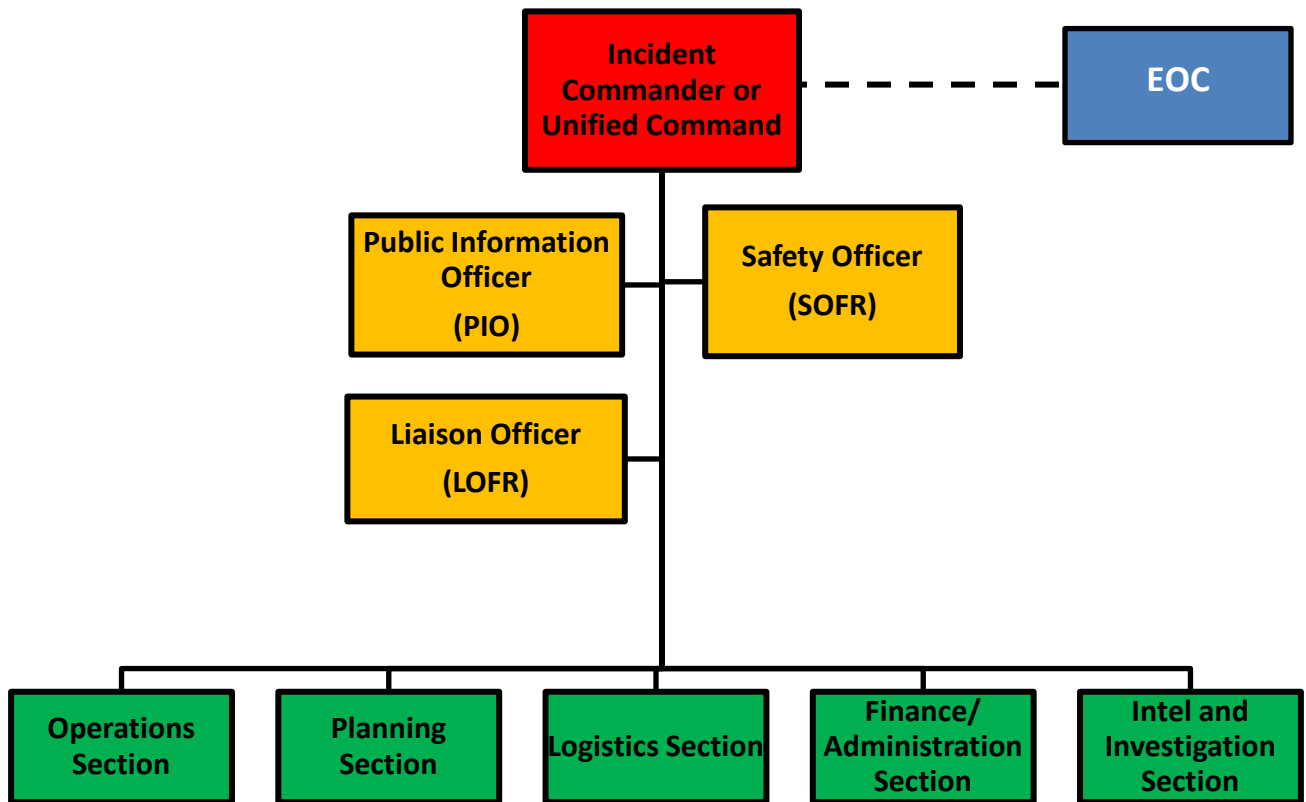 Incident
Commander or
Unified Command
EOC
Public Information
Officer
(PIO)
Safety Officer
(SOFR)
Liaison Officer
(LOFR)
Operations
Section
Planning
Section
Logistics Section
Finance/
Administration
Section
Intel and
Investigation
Section